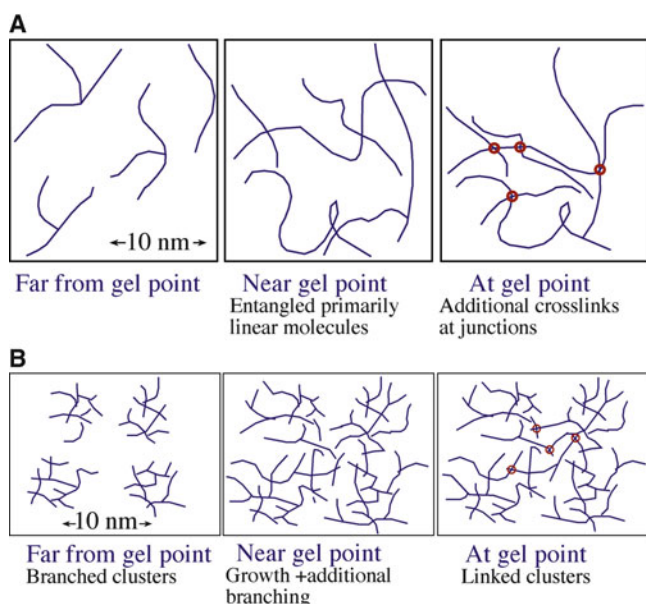 A
←10 nm→
Far from gel point
Near gel point
At gel point
Entangled primarily
linear molecules
Additional crosslinks
at junctions
B
←10 nm→
Far from gel point
Near gel point
At gel point
Branched clusters
Growth +additional
branching
Linked clusters